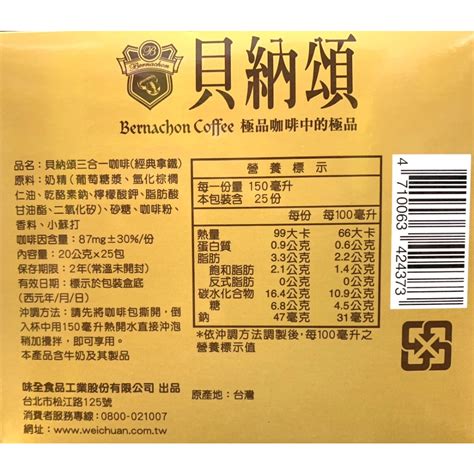 B
Bernachon
貝納頌
Bernachon Coffee 極品咖啡中的極品
品名：貝納頌三合一咖啡(經典拿鐵)
原料：奶精(葡萄糖漿、氫化棕櫚
仁油、乾酪素鈉、檸檬酸鉀、脂肪酸
甘油酯、二氧化矽)、砂糖、咖啡粉、
香料、小蘇打
咖啡因含量：87mg±30%/份
內容量：20公克×25包
保存期限：2年(常溫未開封)
有效日期：標示於包裝盒底
(西元年/月/日)
沖調方法：請先將咖啡包撕開，倒
入杯中用150毫升熱開水直接沖泡
稍加攪拌，即可享用。
本產品含牛奶及其製品
營養標示
每一份量 150毫升
本包裝含 25份
每份 每100毫升
熱量 99大卡 66大卡
蛋白質 0.9公克 0.6公克
脂肪 3.3公克 2.2公克
飽和脂肪 2.1公克 1.4公克
反式脂肪 0公克 0公克
碳水化合物 16.4公克 10.9公克
糖 6.8公克 4.5公克
鈉 47毫克 31毫克
*依沖調方法調製後，每100毫升之
營養標示值
4 710063 424373
味全食品工業股份有限公司 出品
台北市松江路125號
消費者服務專線：0800-021007
網址：www.weichuan.com.tw
原產地：台灣